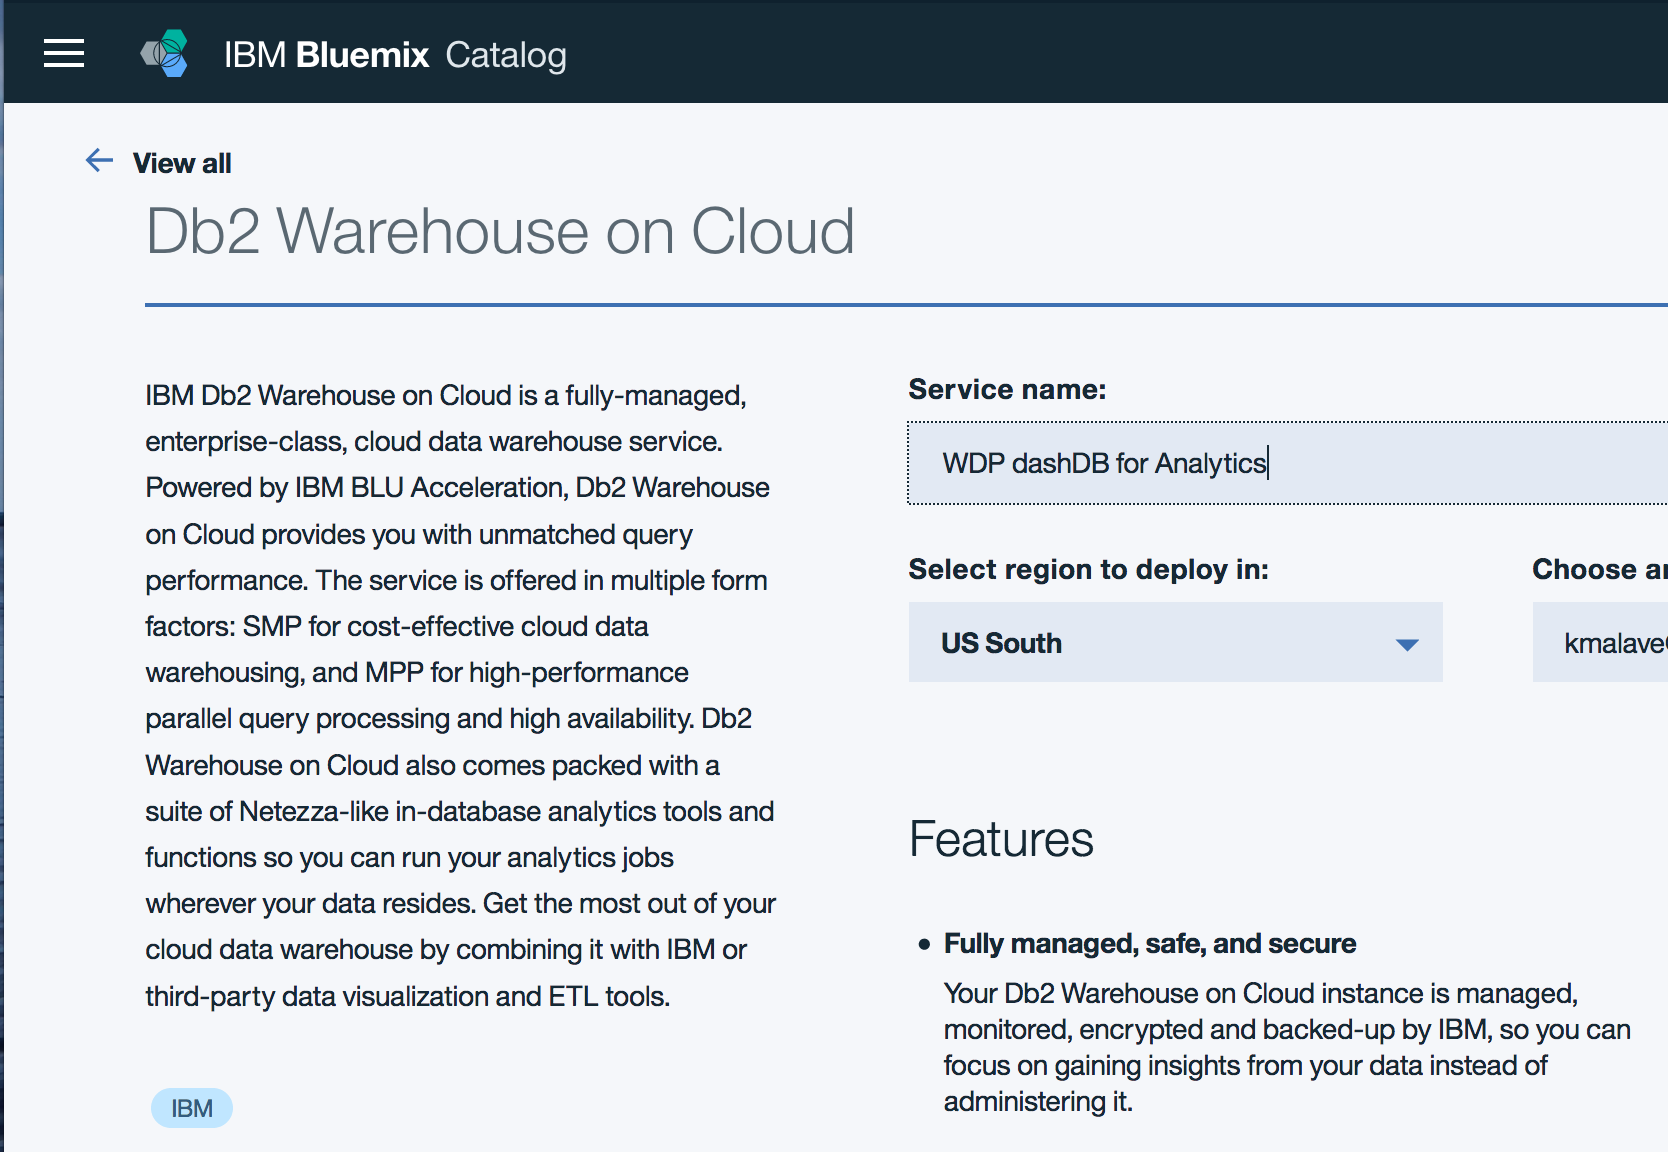 IBM Bluemix Catalog
View all
Db2 Warehouse on Cloud
IBM Db2 Warehouse on Cloud is a fully-managed,
enterprise-class, cloud data warehouse service.
Powered by IBM BLU Acceleration, Db2 Warehouse
on Cloud provides you with unmatched query
performance. The service is offered in multiple form
factors: SMP for cost-effective cloud data
warehousing, and MPP for high-performance
parallel query processing and high availability. Db2
Warehouse on Cloud also comes packed with a
suite of Netezza-like in-database analytics tools and
functions so you can run your analytics jobs
wherever your data resides. Get the most out of your
cloud data warehouse by combining it with IBM or
third-party data visualization and ETL tools.
IBM
Service name:
WDP dashDB for Analytics
Select region to deploy in:
US South
Choose
kmalave
Features
• Fully managed, safe, and secure
Your Db2 Warehouse on Cloud instance is managed,
monitored, encrypted and backed-up by IBM, so you can
focus on gaining insights from your data instead of
administering it.